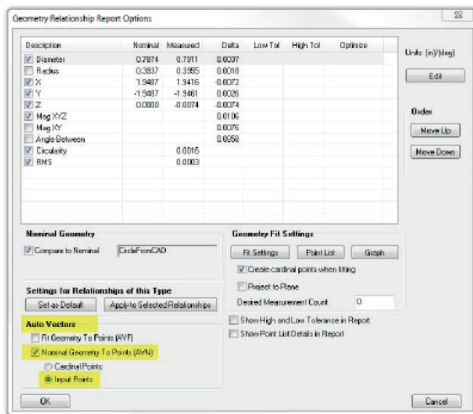 Geometry Relationship Report Options
Description Nominal Measured Delta Low Tol High Tol Optimize
Diameter 0.7874 0.7911 0.0037
Radius 0.3937 0.3955 0.0018
X 1.9487 1.9416 -0.0072
Y -1.9487 -1.9461 0.0026
Z 0.0000 -0.0074 -0.0074
Mag XYZ 0.0106
Mag XY 0.0076
Angle Between 0.0958
Circularity 0.0016
RMS 0.0003
Units (in)/(deg)
Edit
Order
Move Up
Move Down
Nominal Geometry
Compare to Nominal CircleFromCAD
Settings for Relationships of this Type
Set as Default Apply to Selected Relationships
Auto Vectors
Fit Geometry To Points (AVF)
Nominal Geometry To Points (AVN)
Cardinal Points
Input Points
Geometry Fit Settings
Fit Settings Point List Graph
Create cardinal points when fitting
Project to Plane
Desired Measurement Count 0
Show High and Low Tolerance in Report
Show Point List Details in Report
OK Cancel